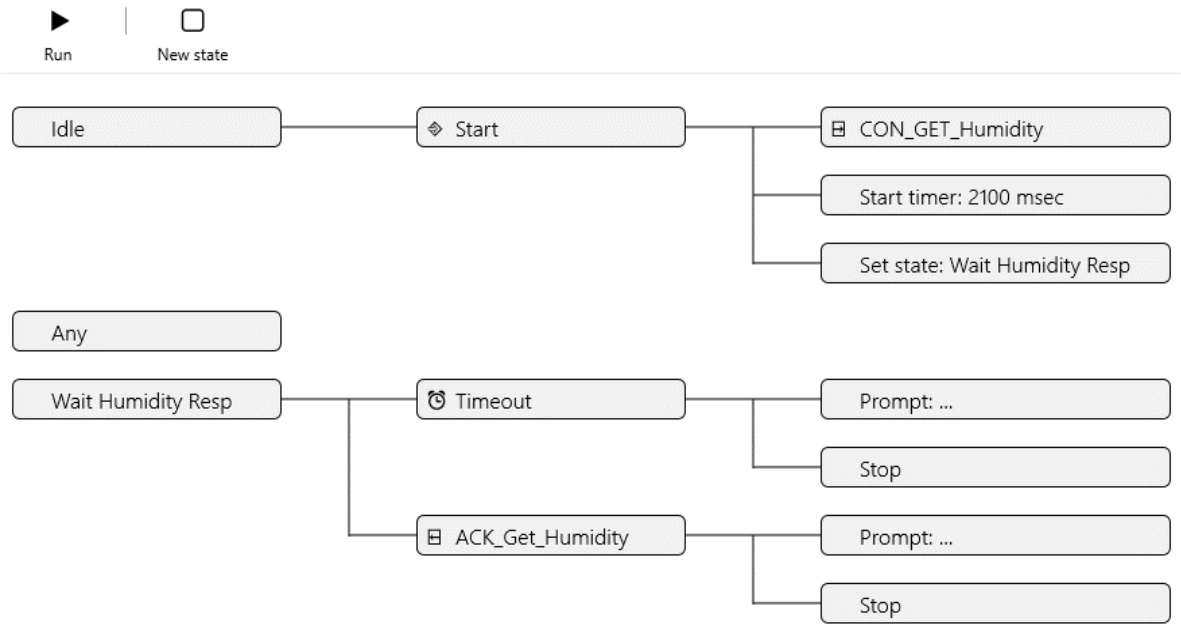 Run
New state
Idle
Start
CON_GET_Humidity
Start timer: 2100 msec
Set state: Wait Humidity Resp
Any
Wait Humidity Resp
Timeout
Prompt: ...
Stop
ACK_Get_Humidity
Prompt: ...
Stop